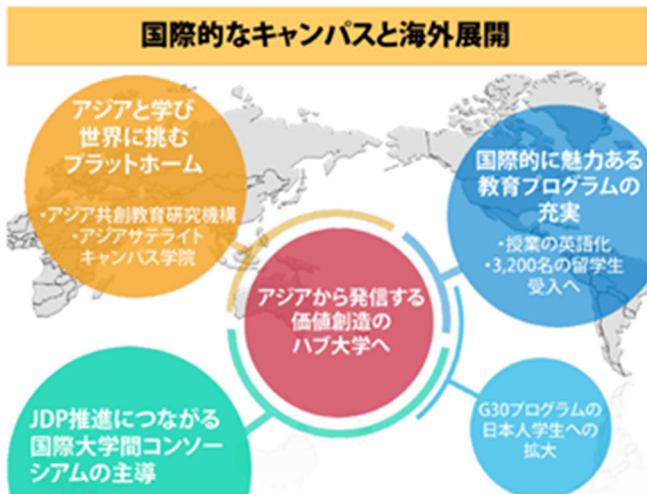 国際的なキャンパスと海外展開
アジアと学び
世界に挑む
プラットホーム
・アジア共創教育研究機構
・アジアサテライト
キャンパス学院
国際的に魅力ある
教育プログラムの
充実
・授業の英語化
・3,200名の留学生
受入へ
アジアから発信する
価値創造の
ハブ大学へ
JDP推進につながる
国際大学間コンソー
シアムの主導
G30プログラムの
日本人学生への
拡大